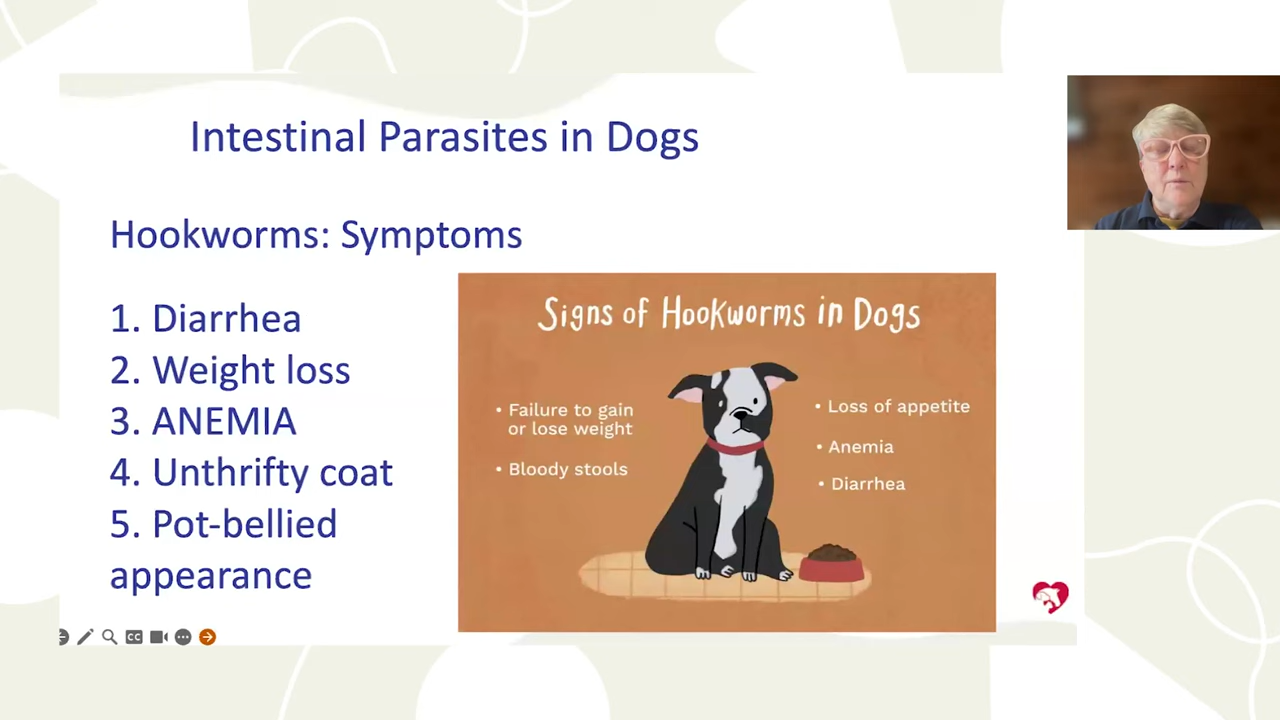 Intestinal Parasites in Dogs
Hookworms: Symptoms
1. Diarrhea
2. Weight loss
3. ANEMIA
4. Unthrifty coat
5. Pot-bellied
appearance
Signs of Hookworms in Dogs
• Failure to gain
or lose weight
• Bloody stools
• Loss of appetite
• Anemia
• Diarrhea
CC